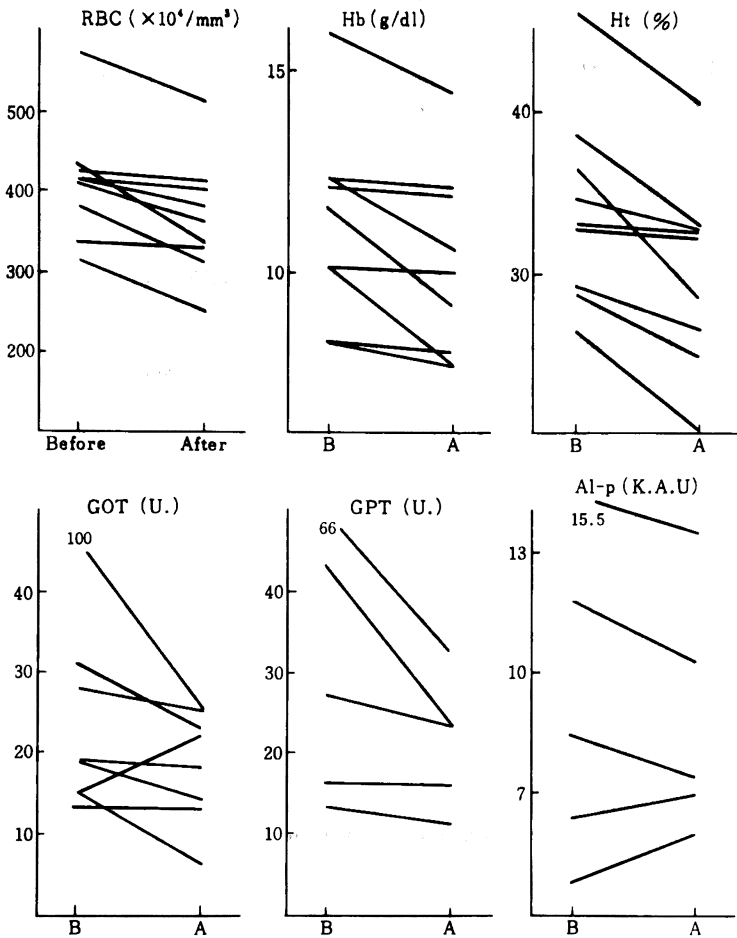 RBC (×10⁴/mm³)
500
400
300
200
Before After
Hb (g/dl)
15
10
B A
Ht (%)
40
30
B A
GOT (U.)
100
40
30
20
10
B A
GPT (U.)
66
40
30
20
10
B A
Al-p (K.A.U)
15.5
13
10
7
B A